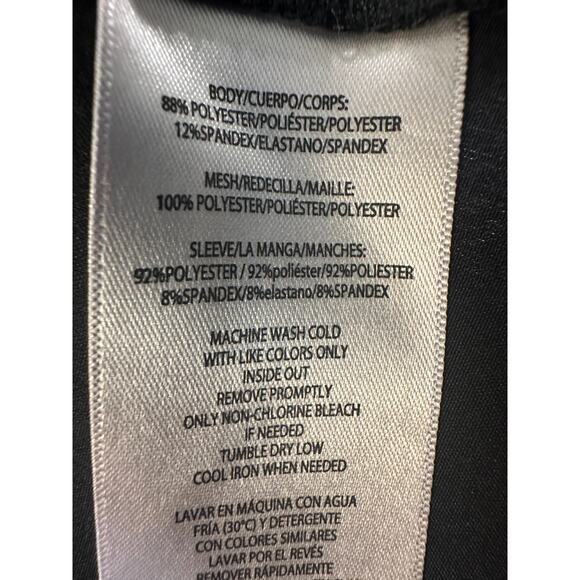 BODY/CUERPO/CORPS:
88% POLYESTER/POLIÉSTER/POLYESTER
12%SPANDEX/ELASTANO/SPANDEX
MESH/REDECILLA/MAILLE:
100% POLYESTER/POLIÉSTER/POLYESTER
SLEEVE/LA MANGA/MANCHES:
92%POLYESTER / 92%poliéster/92%POLIESTER
8%SPANDEX/8%elastano/8%SPANDEX
MACHINE WASH COLD
WITH LIKE COLORS ONLY
INSIDE OUT
REMOVE PROMPTLY
ONLY NON-CHLORINE BLEACH
IF NEEDED
TUMBLE DRY LOW
COOL IRON WHEN NEEDED
LAVAR EN MÁQUINA CON AGUA
FRÍA (30°C) Y DETERGENTE
CON COLORES SIMILARES
LAVAR POR EL REVÉS
REMOVER RÁPIDAMENTE